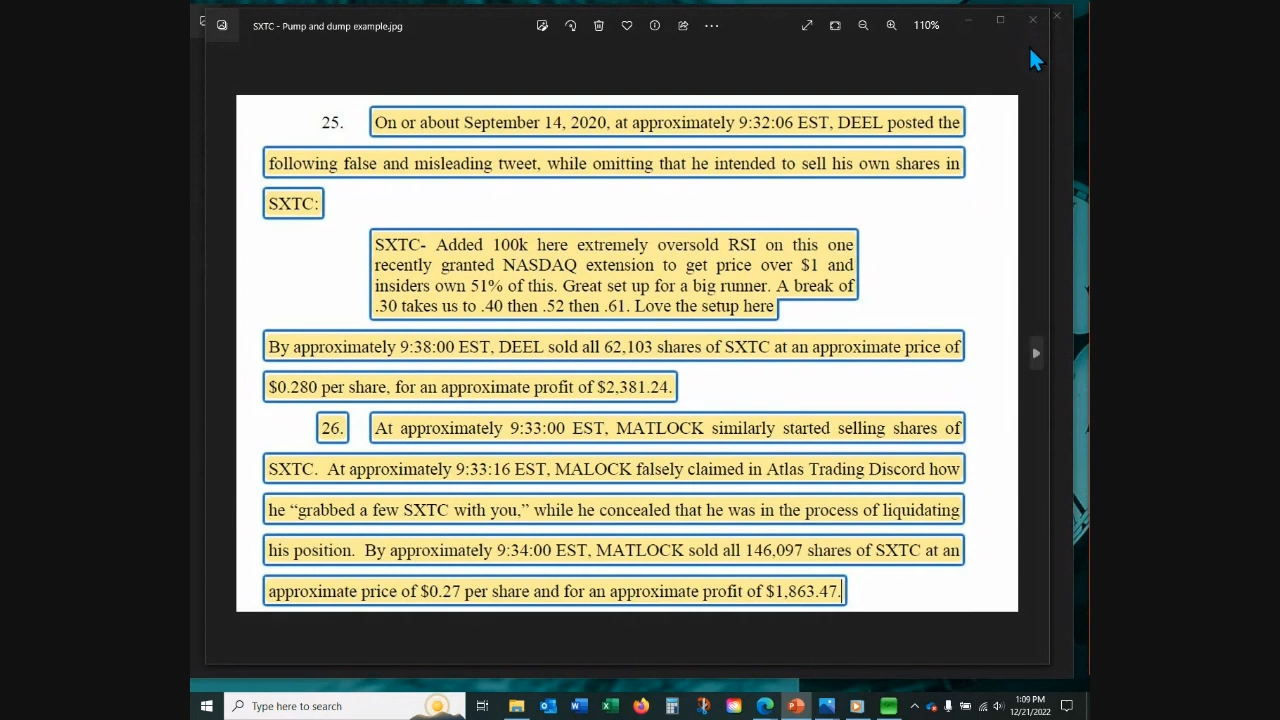 SXTC - Pump and dump example.jpg
110%
25. On or about September 14, 2020, at approximately 9:32:06 EST, DEEL posted the
following false and misleading tweet, while omitting that he intended to sell his own shares in
SXTC:
SXTC- Added 100k here extremely oversold RSI on this one
recently granted NASDAQ extension to get price over $1 and
insiders own 51% of this. Great set up for a big runner. A break of
.30 takes us to .40 then .52 then .61. Love the setup here
By approximately 9:38:00 EST, DEEL sold all 62,103 shares of SXTC at an approximate price of
$0.280 per share, for an approximate profit of $2,381.24.
26. At approximately 9:33:00 EST, MATLOCK similarly started selling shares of
SXTC. At approximately 9:33:16 EST, MALOCK falsely claimed in Atlas Trading Discord how
he “grabbed a few SXTC with you,” while he concealed that he was in the process of liquidating
his position. By approximately 9:34:00 EST, MATLOCK sold all 146,097 shares of SXTC at an
approximate price of $0.27 per share and for an approximate profit of $1,863.47.
Type here to search
1:09 PM
12/21/2022